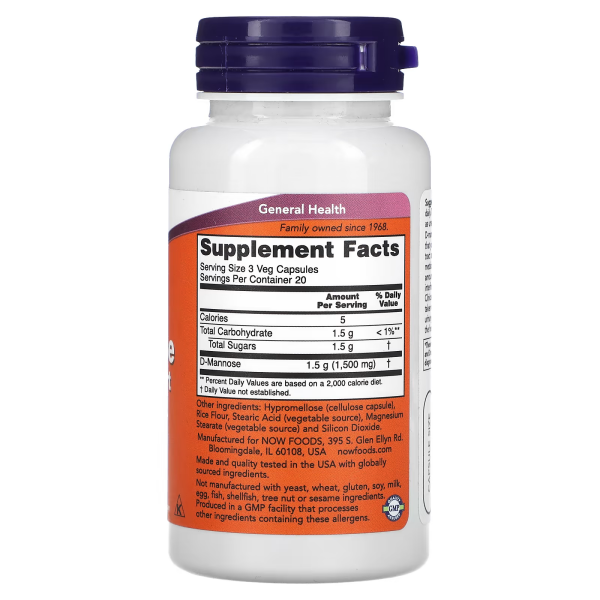 General Health
Family owned since 1968.
Supplement Facts
Serving Size 3 Veg Capsules
Servings Per Container 20
Amount Per Serving % Daily Value
Calories 5
Total Carbohydrate 1.5 g < 1%**
Total Sugars 1.5 g †
D-Mannose 1.5 g (1,500 mg) †
** Percent Daily Values are based on a 2,000 calorie diet.
† Daily Value not established.
Other ingredients: Hypromellose (cellulose capsule),
Rice Flour, Stearic Acid (vegetable source), Magnesium
Stearate (vegetable source) and Silicon Dioxide.
Manufactured for NOW FOODS, 395 S. Glen Ellyn Rd.
Bloomingdale, IL 60108, USA nowfoods.com
Made and quality tested in the USA with globally
sourced ingredients.
Not manufactured with yeast, wheat, gluten, soy, milk,
egg, fish, shellfish, tree nut or sesame ingredients.
Produced in a GMP facility that processes
other ingredients containing these allergens.
GMP
K
CAPSULE SIZE